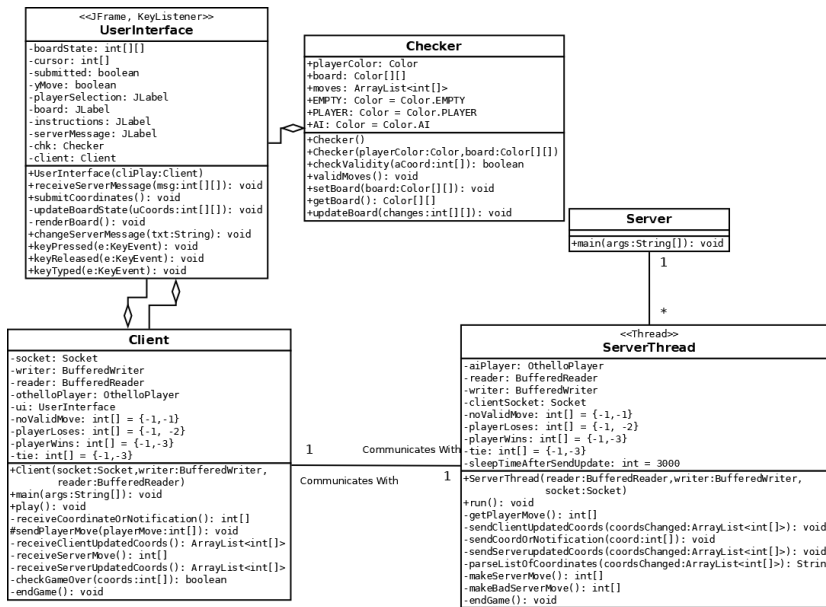 <<JFrame, KeyListener>>
UserInterface
-boardState: int[][]
-cursor: int[]
-submitted: boolean
-yMove: boolean
-playerSelection: JLabel
-board: JLabel
-instructions: JLabel
-serverMessage: JLabel
-chk: Checker
-client: Client
+UserInterface(cliPlay:Client)
+receiveServerMessage(msg:int[][]): void
+submitCoordinates(): void
-updateBoardState(uCoords:int[][]): void
-renderBoard(): void
+changeServerMessage(txt:String): void
+keyPressed(e:KeyEvent): void
+keyReleased(e:KeyEvent): void
+keyTyped(e:KeyEvent): void
Checker
+playerColor: Color
+board: Color[][]
+moves: ArrayList<int[]>
+EMPTY: Color = Color.EMPTY
+PLAYER: Color = Color.PLAYER
+AI: Color = Color.AI
+Checker()
+Checker(playerColor:Color,board:Color[][])
+checkValidity(aCoord:int[]): boolean
+validMoves(): void
+setBoard(board:Color[][]): void
+getBoard(): Color[][]
+updateBoard(changes:int[][]): void
Server
+main(args:String[]): void
1
*
Client
-socket: Socket
-writer: BufferedWriter
-reader: BufferedReader
-othelloPlayer: OthelloPlayer
-ui: UserInterface
-noValidMove: int[] = {-1,-1}
-playerLoses: int[] = {-1, -2}
-playerWins: int[] = {-1,-3}
-tie: int[] = {-1,-3}
+Client(socket:Socket,writer:BufferedWriter,
reader:BufferedReader)
+main(args:String[]): void
+play(): void
-receiveCoordinateOrNotification(): int[]
#sendPlayerMove(playerMove:int[]): void
-receiveClientUpdatedCoords(): ArrayList<int[]>
-receiveServerMove(): int[]
-receiveServerUpdatedCoords(): ArrayList<int[]>
-checkGameOver(coords:int[]): boolean
-endGame(): void
1
Communicates With
Communicates With
1
<<Thread>>
ServerThread
-aiPlayer: OthelloPlayer
-reader: BufferedReader
-writer: BufferedWriter
-clientSocket: Socket
-noValidMove: int[] = {-1,-1}
-playerLoses: int[] = {-1, -2}
-playerWins: int[] = {-1,-3}
-tie: int[] = {-1,-3}
-sleepTimeAfterSendUpdate: int = 3000
+ServerThread(reader:BufferedReader,writer:BufferedWriter,
socket:Socket)
+run(): void
-getPlayerMove(): int[]
-sendClientUpdatedCoords(coordsChanged:ArrayList<int[]>): void
-sendCoordOrNotification(coord:int[]): void
-sendServerupdatedCoords(coordsChanged:ArrayList<int[]>): void
-parseListOfCoordinates(coordsChanged:ArrayList<int[]>): Strin
-makeServerMove(): int[]
-makeBadServerMove(): int[]
-endGame(): void